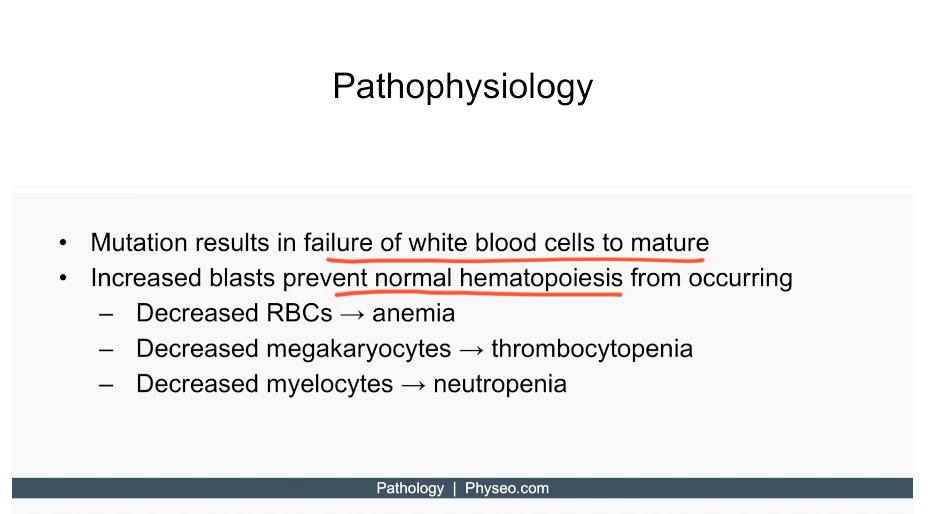 Pathophysiology
• Mutation results in failure of white blood cells to mature
• Increased blasts prevent normal hematopoiesis from occurring
– Decreased RBCs → anemia
– Decreased megakaryocytes → thrombocytopenia
– Decreased myelocytes → neutropenia
Pathology | Physeo.com